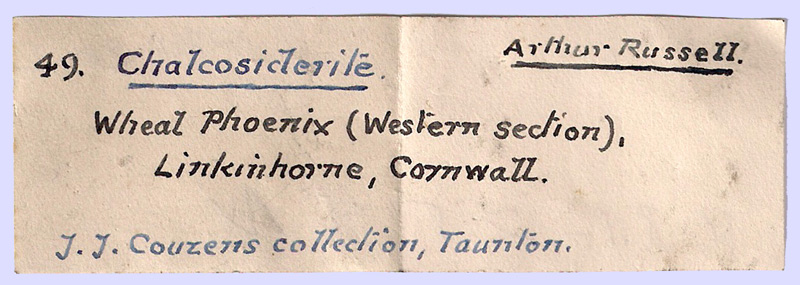 49. Chalcosiderite.
Arthur Russell.
Wheal Phoenix (Western section),
Linkinhorne, Cornwall.
J. J. Couzens collection, Taunton.